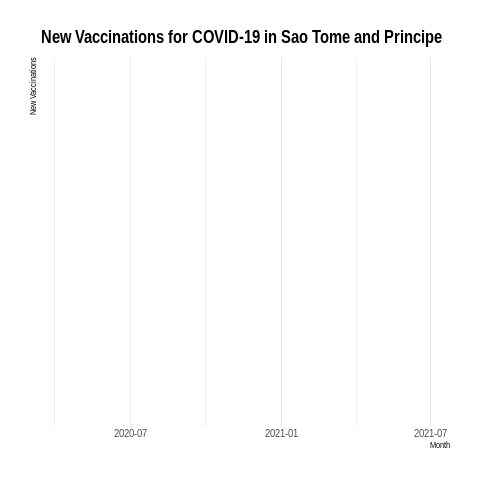 New Vaccinations for COVID-19 in Sao Tome and Principe
New Vaccinations
2020-07
2021-01
2021-07
Month